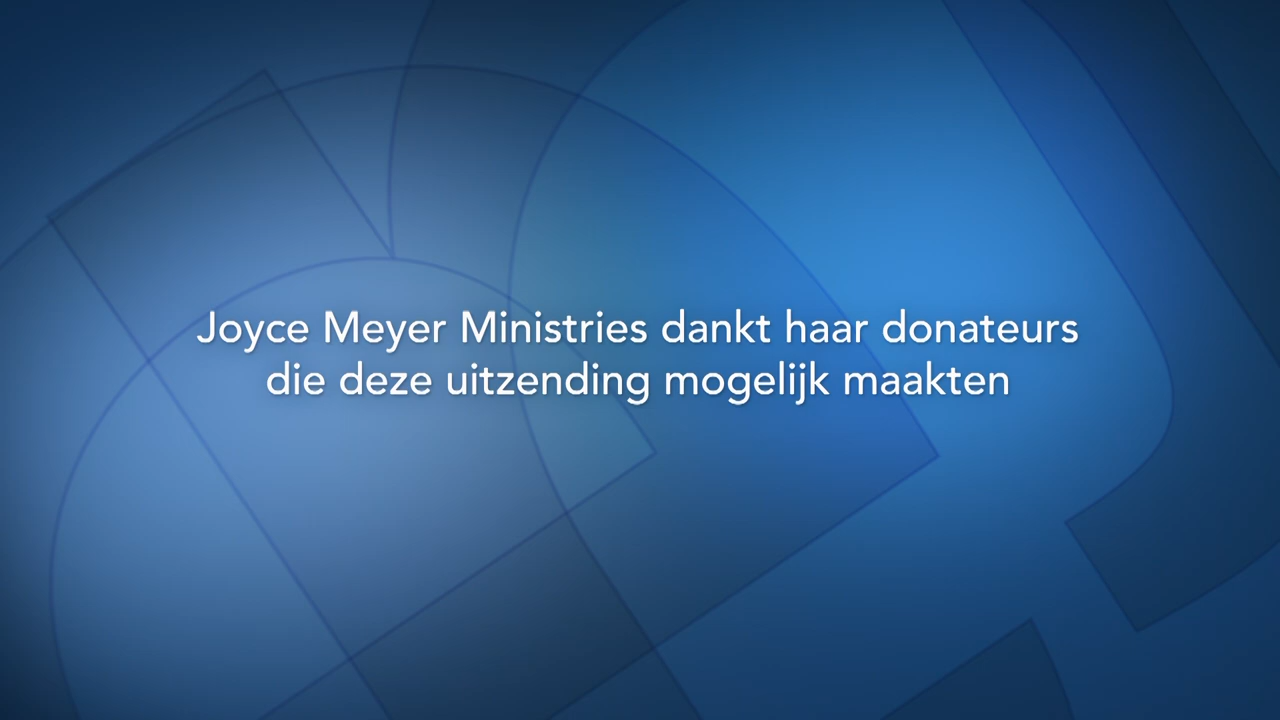 Joyce Meyer Ministries dankt haar donateurs
die deze uitzending mogelijk maakten